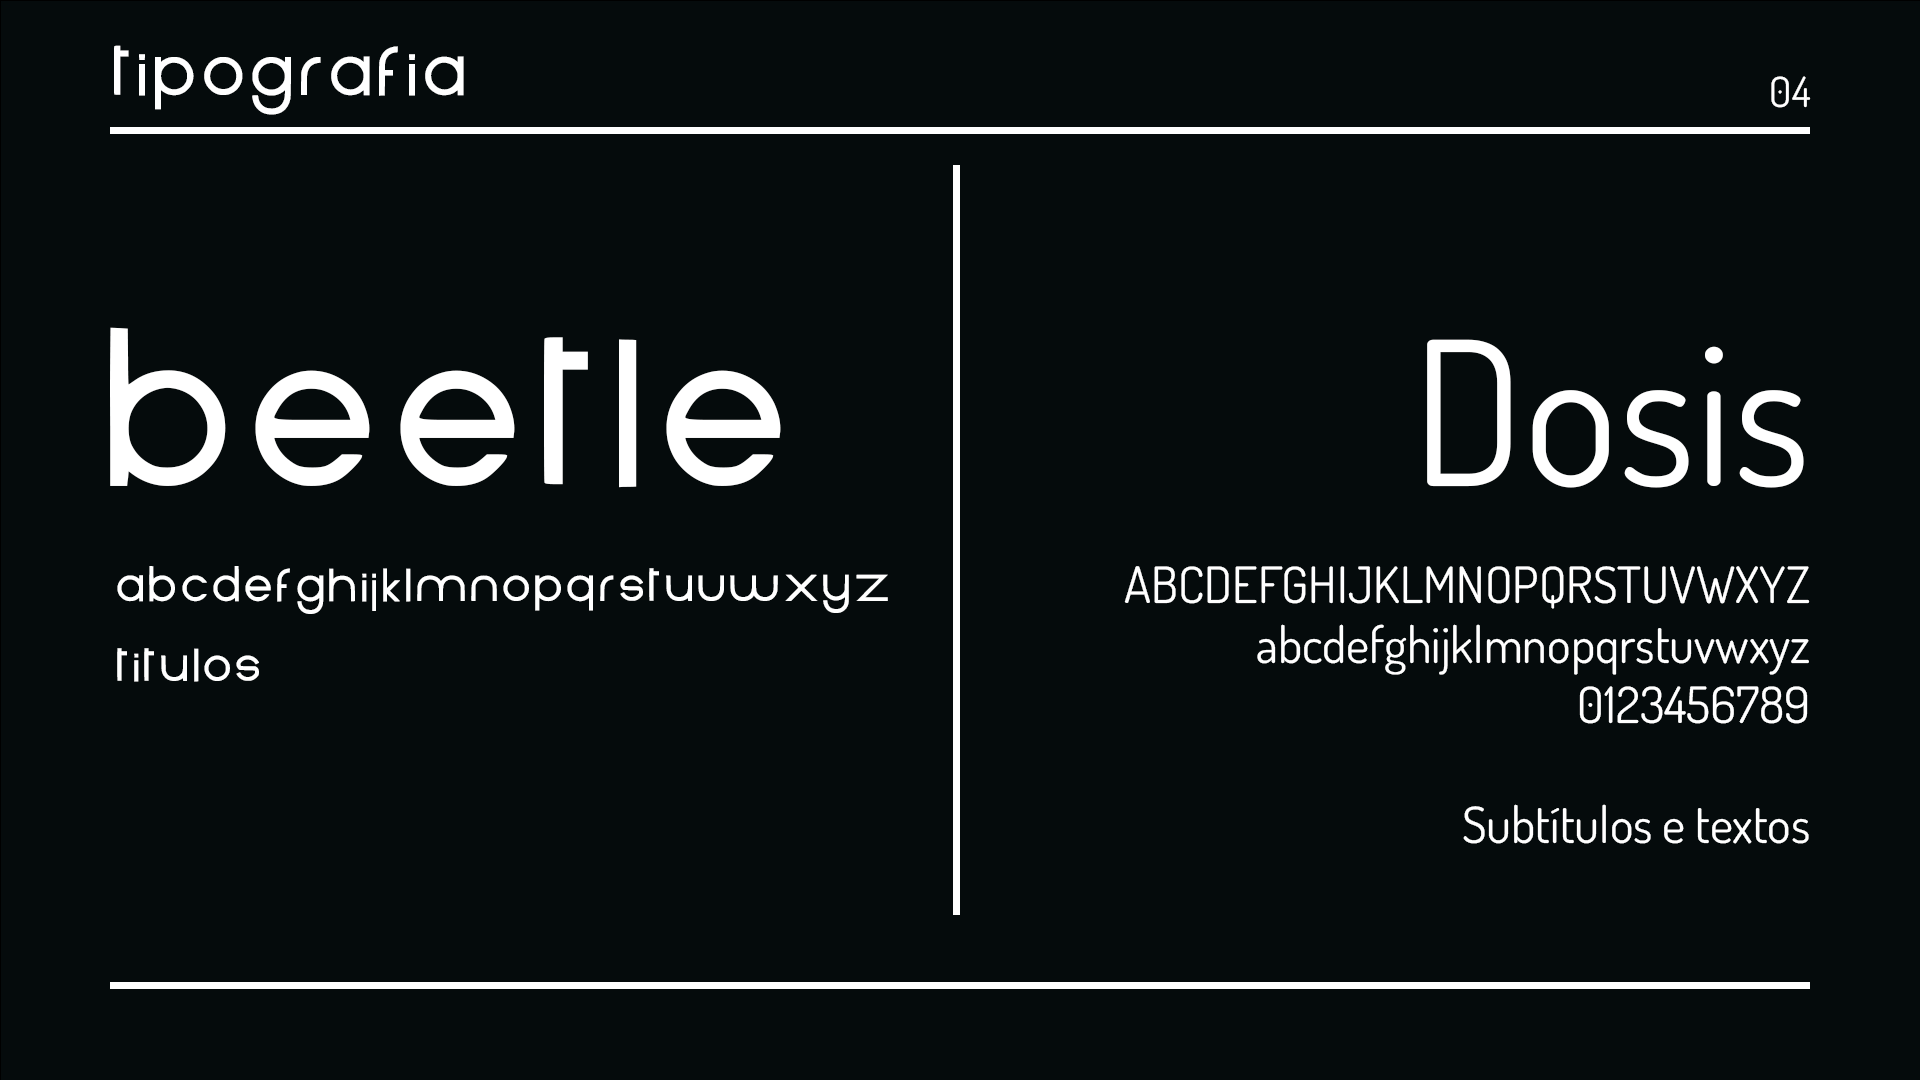 tipografia
04
beetle
abcdefghijklmnopqrstuuwxyz
titulos
Dosis
ABCDEFGHIJKLMNOPQRSTUVWXYZ
abcdefghijklmnopqrstuvwxyz
0123456789
Subtítulos e textos